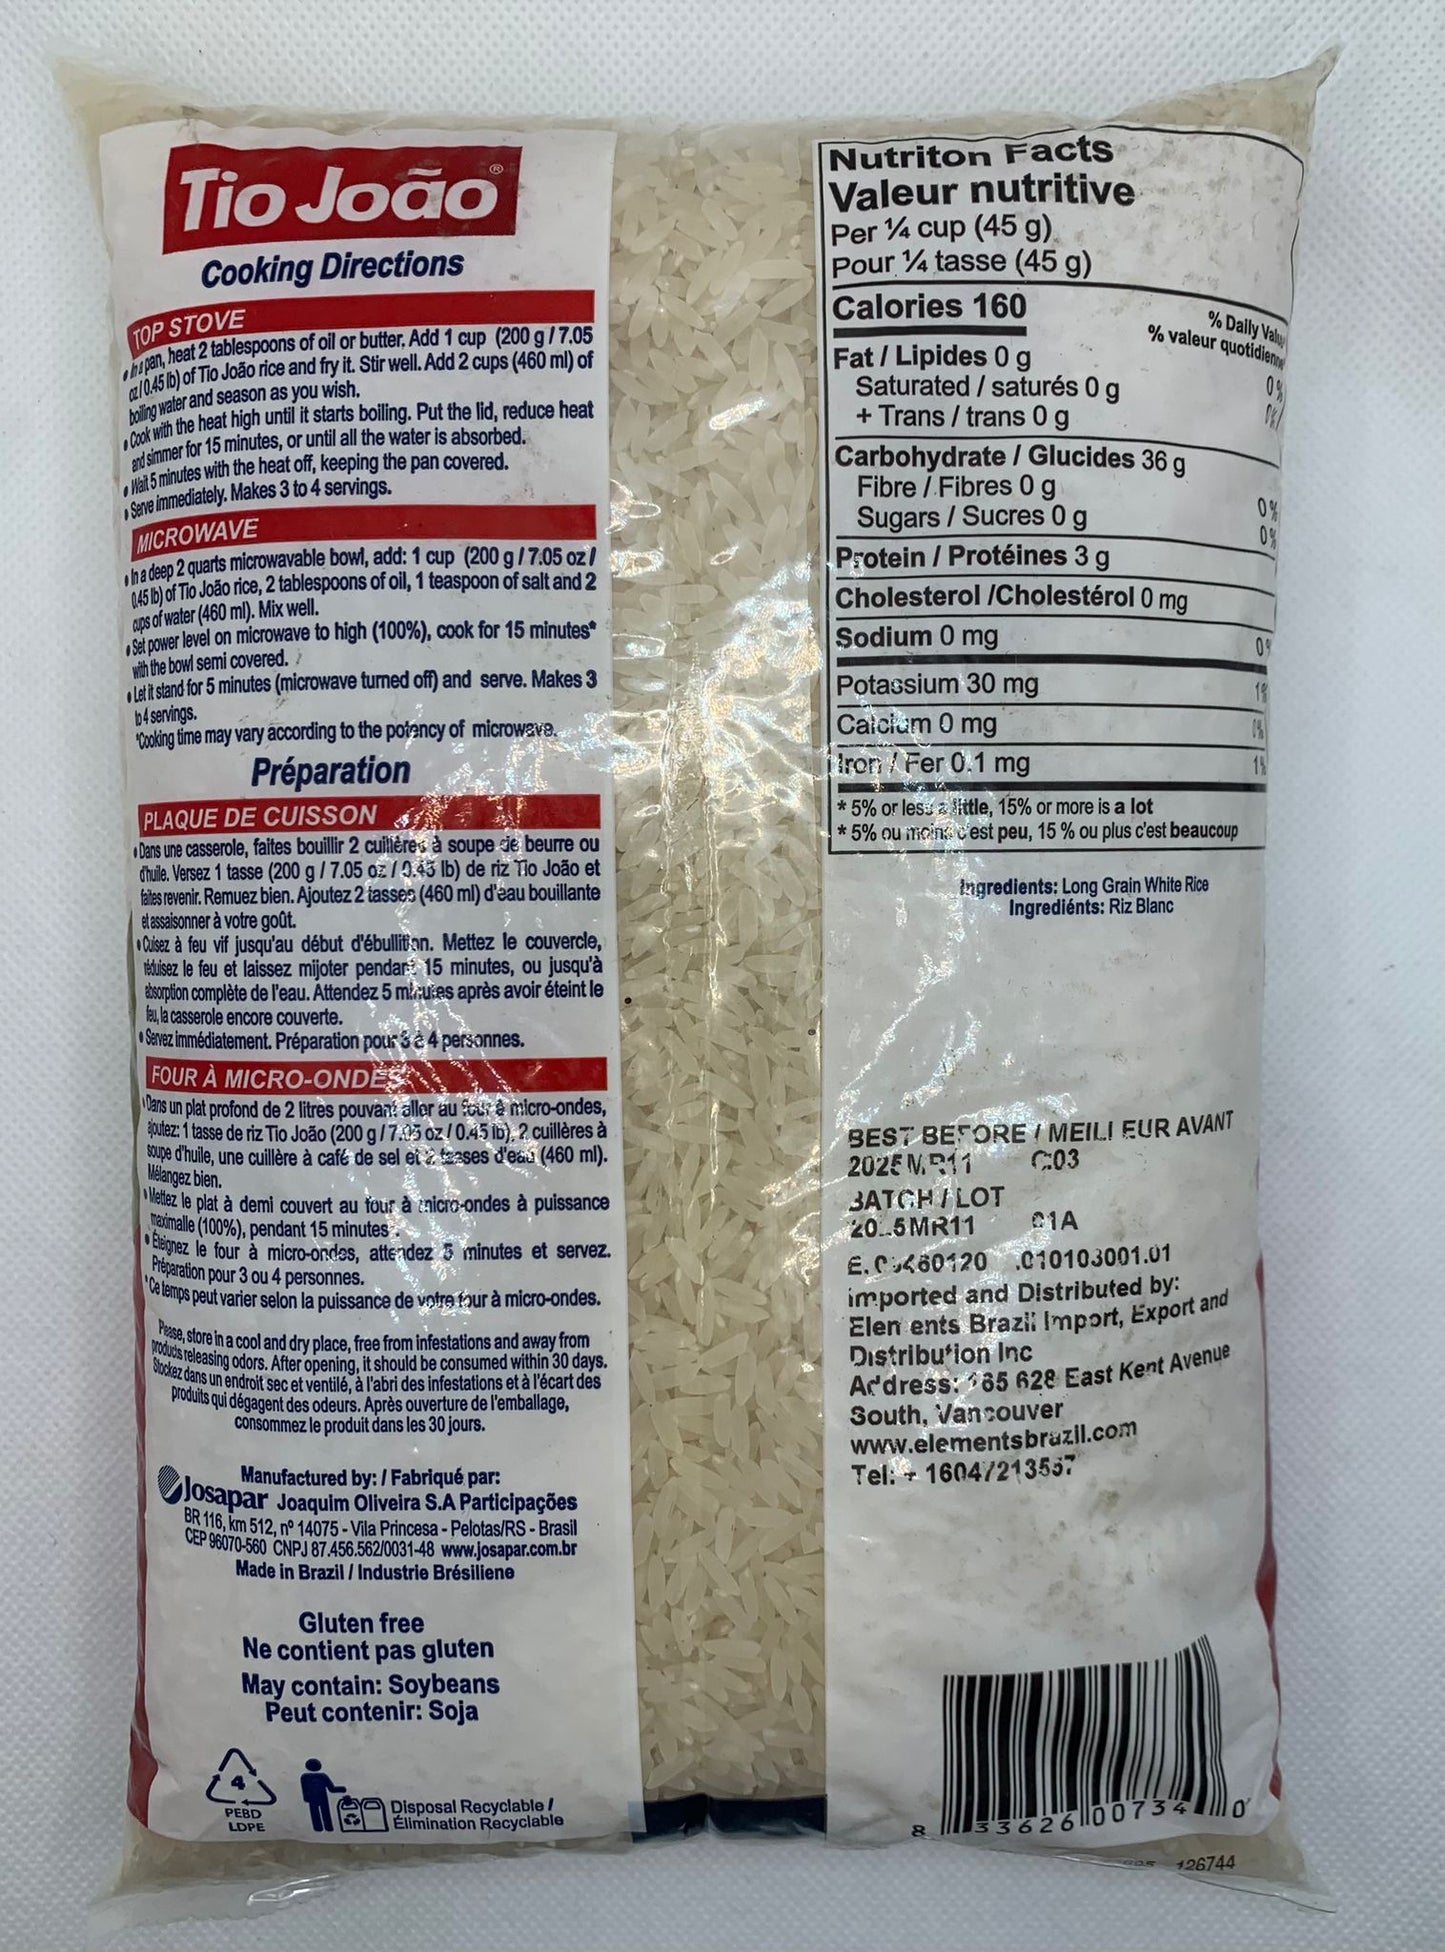 Tio João®
Cooking Directions
TOP STOVE
• In a pan, heat 2 tablespoons of oil or butter. Add 1 cup (200 g / 7.05
oz / 0.45 lb) of Tio João rice and fry it. Stir well. Add 2 cups (460 ml) of
boiling water and season as you wish.
• Cook with the heat high until it starts boiling. Put the lid, reduce heat
and simmer for 15 minutes, or until all the water is absorbed.
• Wait 5 minutes with the heat off, keeping the pan covered.
• Serve immediately. Makes 3 to 4 servings.
MICROWAVE
• In a deep 2 quarts microwavable bowl, add: 1 cup (200 g / 7.05 oz /
0.45 lb) of Tio João rice, 2 tablespoons of oil, 1 teaspoon of salt and 2
cups of water (460 ml). Mix well.
• Set power level on microwave to high (100%), cook for 15 minutes*
with the bowl semi covered.
• Let it stand for 5 minutes (microwave turned off) and serve. Makes 3
to 4 servings.
*Cooking time may vary according to the potency of microwave.
Préparation
PLAQUE DE CUISSON
• Dans une casserole, faites bouillir 2 cuillères à soupe de beurre ou
d'huile. Versez 1 tasse (200 g / 7.05 oz / 0.45 lb) de riz Tio João et
faites revenir. Remuez bien. Ajoutez 2 tasses (460 ml) d'eau bouillante
et assaisonner à votre goût.
• Cuisez à feu vif jusqu'au début d'ébullition. Mettez le couvercle,
réduisez le feu et laissez mijoter pendant 15 minutes, ou jusqu'à
absorption complète de l'eau. Attendez 5 minutes après avoir éteint le
feu, la casserole encore couverte.
• Servez immédiatement. Préparation pour 3 à 4 personnes.
FOUR À MICRO-ONDES
• Dans un plat profond de 2 litres pouvant aller au four à micro-ondes,
ajoutez: 1 tasse de riz Tio João (200 g / 7.05 oz / 0.45 lb), 2 cuillères à
soupe d'huile, une cuillère à café de sel et 2 tasses d'eau (460 ml).
Mélangez bien.
• Mettez le plat à demi couvert au four à micro-ondes à puissance
maximalle (100%), pendant 15 minutes*.
• Éteignez le four à micro-ondes, attendez 5 minutes et servez.
Préparation pour 3 ou 4 personnes.
*Ce temps peut varier selon la puissance de votre four à micro-ondes.
Please, store in a cool and dry place, free from infestations and away from
products releasing odors. After opening, it should be consumed within 30 days.
Stockez dans un endroit sec et ventilé, à l'abri des infestations et à l'écart des
produits qui dégagent des odeurs. Après ouverture de l'emballage,
consommez le produit dans les 30 jours.
Manufactured by: / Fabriqué par:
Josapar Joaquim Oliveira S.A Participações
BR 116, km 512, nº 14075 - Vila Princesa - Pelotas/RS - Brasil
CEP 96070-560 CNPJ 87.456.562/0031-48 www.josapar.com.br
Made in Brazil / Industrie Brésiliene
Gluten free
Ne contient pas gluten
May contain: Soybeans
Peut contenir: Soja
4
PEBD
LDPE
Disposal Recyclable /
Élimination Recyclable
Nutriton Facts
Valeur nutritive
Per ¼ cup (45 g)
Pour ¼ tasse (45 g)
Calories 160
% Daily Value
% valeur quotidienne
Fat / Lipides 0 g 0%
Saturated / saturés 0 g
+ Trans / trans 0 g 0%
Carbohydrate / Glucides 36 g
Fibre / Fibres 0 g 0%
Sugars / Sucres 0 g 0%
Protein / Protéines 3 g
Cholesterol /Cholestérol 0 mg
Sodium 0 mg 0%
Potassium 30 mg 1%
Calcium 0 mg 0%
Iron / Fer 0.1 mg 1%
* 5% or less a little, 15% or more is a lot
* 5% ou moins c'est peu, 15 % ou plus c'est beaucoup
Ingredients: Long Grain White Rice
Ingrediénts: Riz Blanc
BEST BEFORE / MEILLEUR AVANT
2025 MR11 C:03
BATCH / LOT
MR11 01A
imported and Distributed by:
Elements Brazil Import, Export and
Distribution Inc
Address: 628 East Kent Avenue
South, Vancouver
www.elementsbrazil.com
Tel: +
8 33626 00734 0
126744